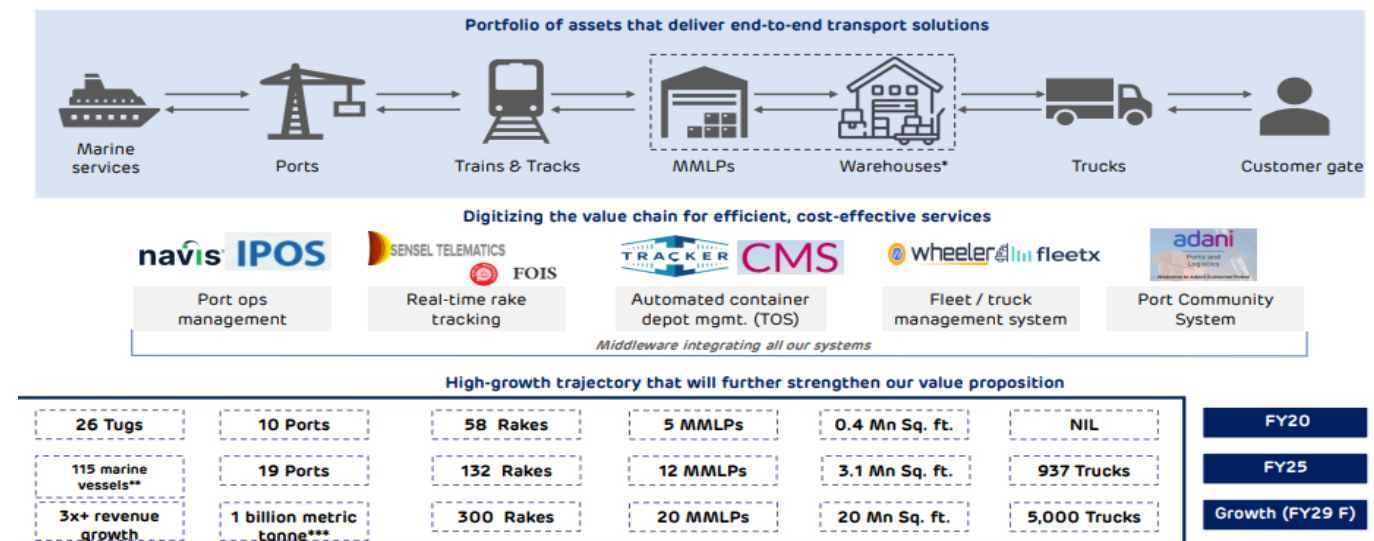 Portfolio of assets that deliver end-to-end transport solutions
Marine
services
Ports
Trains & Tracks
MMLPs
Warehouses*
Trucks
Customer gate
Digitizing the value chain for efficient, cost-effective services
navis IPOS
SENSEL TELEMATICS
FOIS
TRACKER CMS
wheeler fleetx
adani
Ports and
Logistics
Welcome to Adani Customer Portal
Port ops
management
Real-time rake
tracking
Automated container
depot mgmt. (TOS)
Fleet / truck
management system
Port Community
System
Middleware integrating all our systems
High-growth trajectory that will further strengthen our value proposition
26 Tugs 10 Ports 58 Rakes 5 MMLPs 0.4 Mn Sq. ft. NIL FY20
115 marine
vessels** 19 Ports 132 Rakes 12 MMLPs 3.1 Mn Sq. ft. 937 Trucks FY25
3x+ revenue
growth 1 billion metric
tonne*** 300 Rakes 20 MMLPs 20 Mn Sq. ft. 5,000 Trucks Growth (FY29 F)